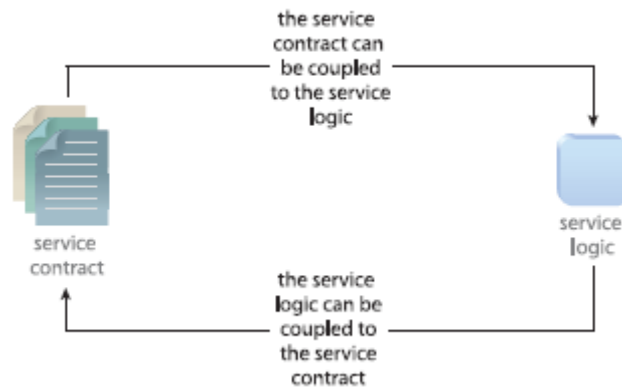 the service
contract can
be coupled
to the service
logic
service
contract
service
logic
the service
logic can be
coupled to
the service
contract